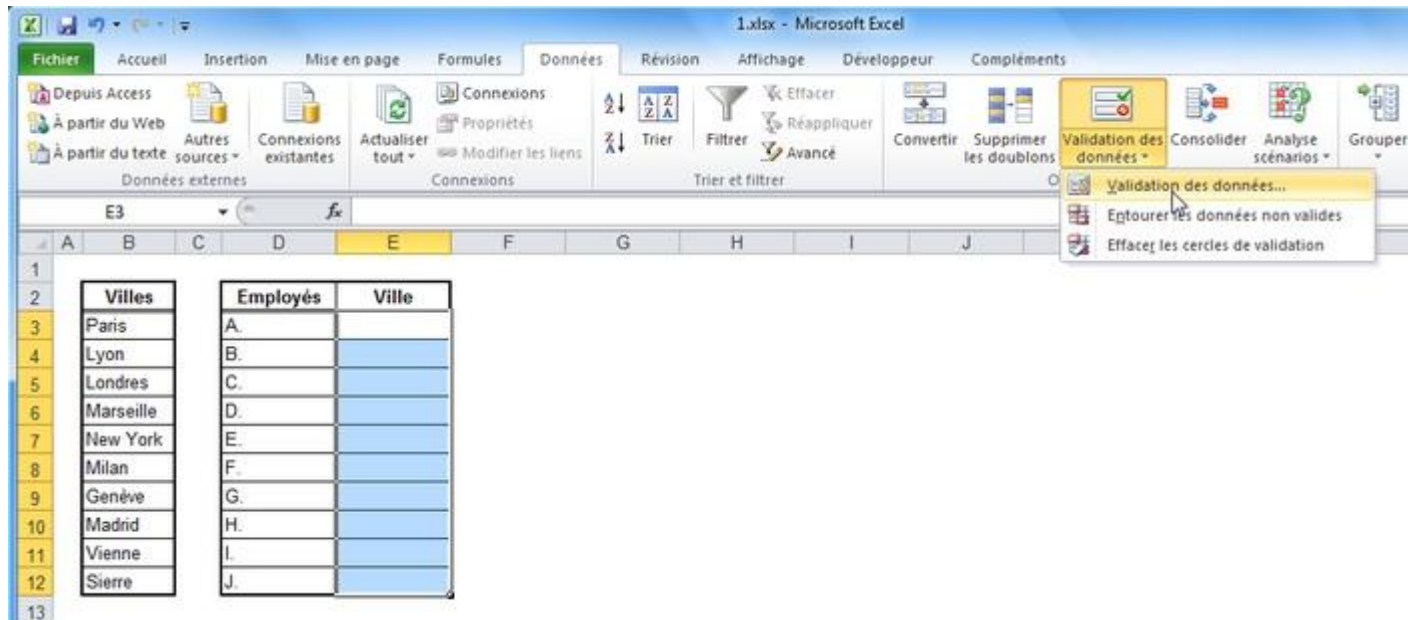 1.xlsx - Microsoft Excel
Fichier Accueil Insertion Mise en page Formules Données Révision Affichage Développeur Compléments
Depuis Access
À partir du Web
À partir du texte
Autres
sources
Connexions
existantes
Données externes
Actualiser
tout
Connexions
Propriétés
Modifier les liens
Connexions
Trier
Filtrer
Effacer
Réappliquer
Avancé
Trier et filtrer
Convertir
Supprimer
les doublons
Validation des
données
Consolider
Analyse
scénarios
Grouper
O
Validation des données...
Entourer les données non valides
Effacer les cercles de validation
E3 fx
A B C D E F G H I J
1
2 Villes Employés Ville
3 Paris A.
4 Lyon B.
5 Londres C.
6 Marseille D.
7 New York E.
8 Milan F.
9 Genève G.
10 Madrid H.
11 Vienne I.
12 Sierre J.
13